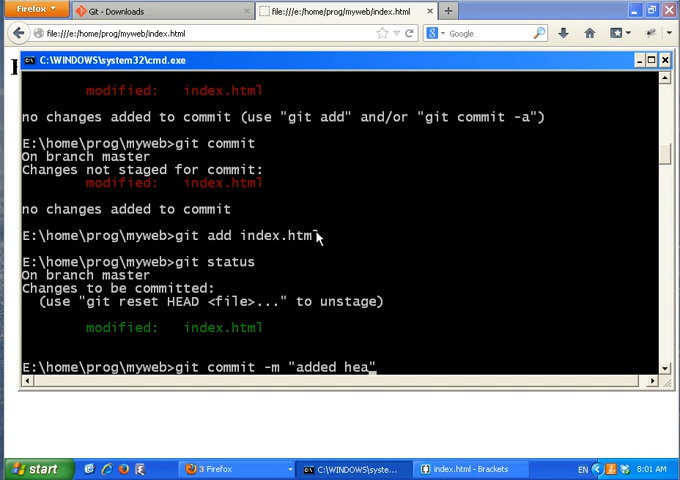 Firefox
Git - Downloads
file:///e:/home/prog/myweb/index.html
file:///e:/home/prog/myweb/index.html
Google
C:\WINDOWS\system32\cmd.exe
modified:   index.html
no changes added to commit (use "git add" and/or "git commit -a")
E:\home\prog\myweb>git commit
On branch master
Changes not staged for commit:
modified:   index.html
no changes added to commit
E:\home\prog\myweb>git add index.html
E:\home\prog\myweb>git status
On branch master
Changes to be committed:
(use "git reset HEAD <file>..." to unstage)
modified:   index.html
E:\home\prog\myweb>git commit -m "added hea"
start
3 Firefox
C:\WINDOWS\syste...
index.html - Brackets
EN
8:01 AM